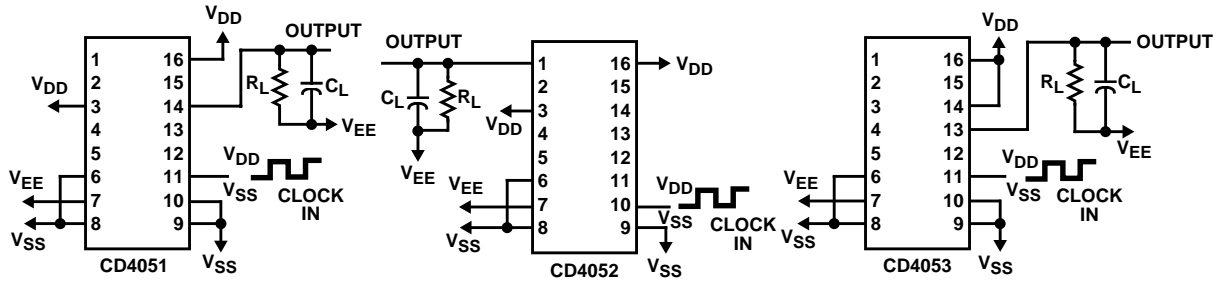 VDD
OUTPUT
1 16
2 15
VDD
3 14
RL CL
4 13
VEE
5 12
VDD
6 11
VSS
CLOCK
IN
VEE
7 10
8 9
VSS
VSS
CD4051
OUTPUT
1 16
VDD
2 15
CL RL
3 14
VDD
4 13
5 12
VEE
6 11
VDD
VEE
7 10
VSS
CLOCK
IN
8 9
VSS
VSS
CD4052
VDD
OUTPUT
1 16
2 15
RL CL
3 14
4 13
VEE
5 12
VDD
6 11
VSS
CLOCK
IN
VEE
7 10
8 9
VSS
VSS
CD4053